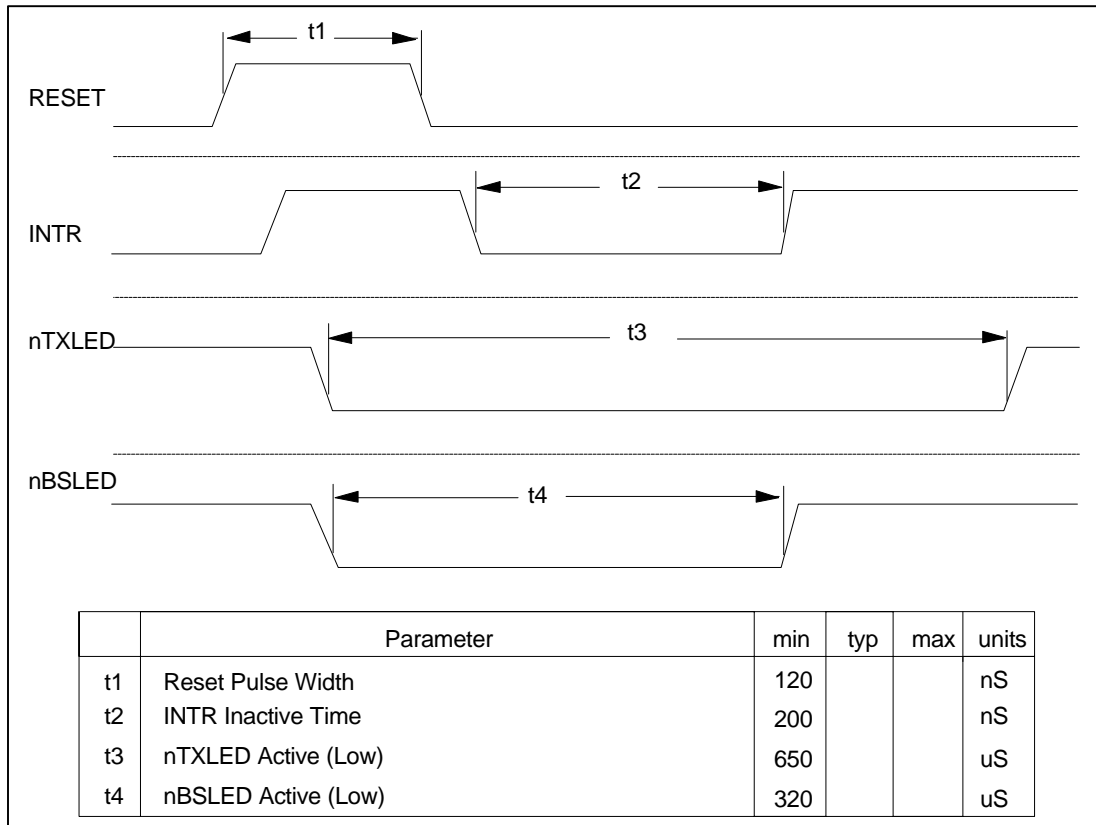 t1
RESET
t2
INTR
nTXLED
t3
nBSLED
t4
Parameter min typ max units
t1 Reset Pulse Width 120 nS
t2 INTR Inactive Time 200 nS
t3 nTXLED Active (Low) 650 uS
t4 nBSLED Active (Low) 320 uS